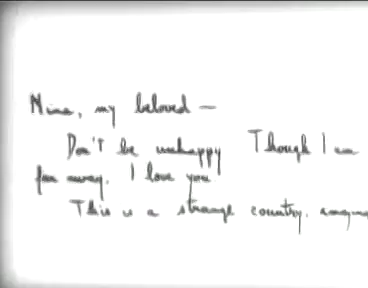 Nina, my beloved —
Don't be unhappy Though I am
far away. I love you
This is a strange country.